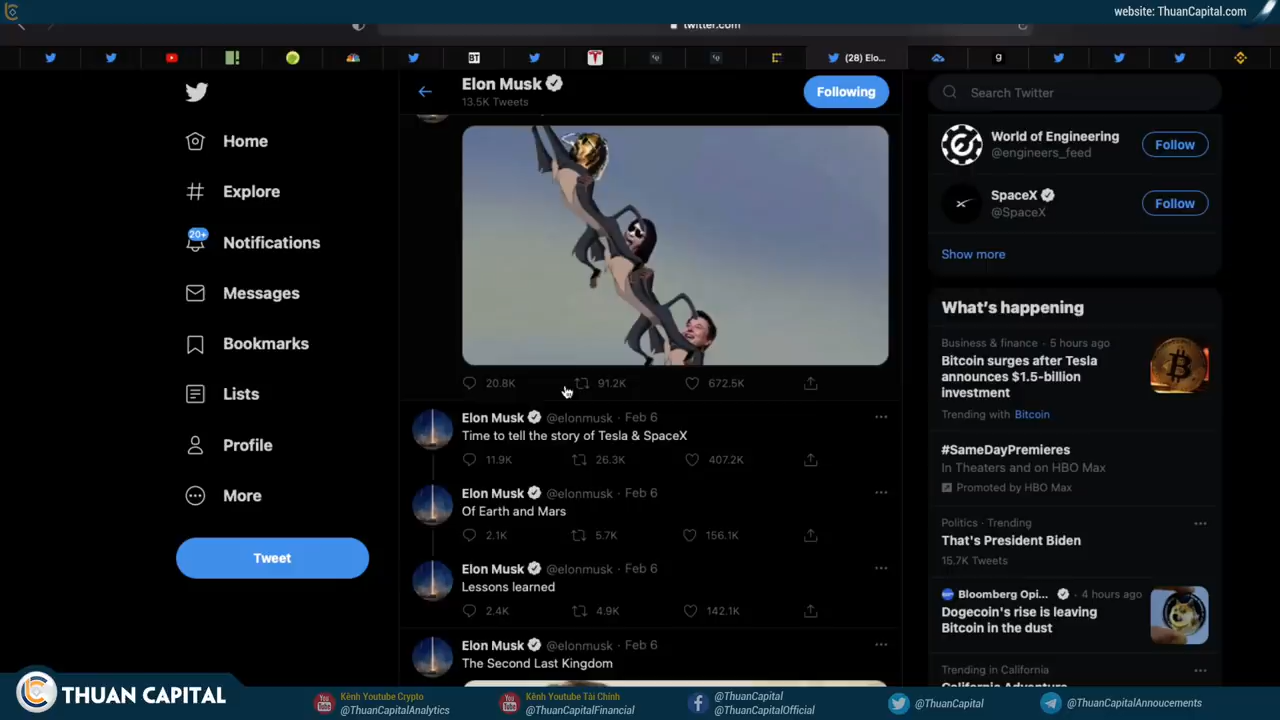 website: ThuanCapital.com
twitter.com
BT
(28) Elo...
g
Elon Musk
13.5K Tweets
Following
Search Twitter
Home
Explore
20+
Notifications
Messages
Bookmarks
Lists
Profile
More
Tweet
20.8K 91.2K 672.5K
Elon Musk @elonmusk · Feb 6
Time to tell the story of Tesla & SpaceX
11.9K 26.3K 407.2K
Elon Musk @elonmusk · Feb 6
Of Earth and Mars
2.1K 5.7K 156.1K
Elon Musk @elonmusk · Feb 6
Lessons learned
2.4K 4.9K 142.1K
Elon Musk @elonmusk · Feb 6
The Second Last Kingdom
World of Engineering
@engineers_feed
Follow
SpaceX
@SpaceX
Follow
Show more
What's happening
Business & finance · 5 hours ago
Bitcoin surges after Tesla
announces $1.5-billion
investment
Trending with Bitcoin
#SameDayPremieres
In Theaters and on HBO Max
Promoted by HBO Max
Politics · Trending
That's President Biden
15.7K Tweets
Bloomberg Opi... · 4 hours ago
Dogecoin's rise is leaving
Bitcoin in the dust
Trending in California
California Adventure
THUAN CAPITAL
Kênh Youtube Crypto
@ThuanCapitalAnalytics
Kênh Youtube Tài Chính
@ThuanCapitalFinancial
@ThuanCapital
@ThuanCapitalOfficial
@ThuanCapital
@ThuanCapitalAnnoucements